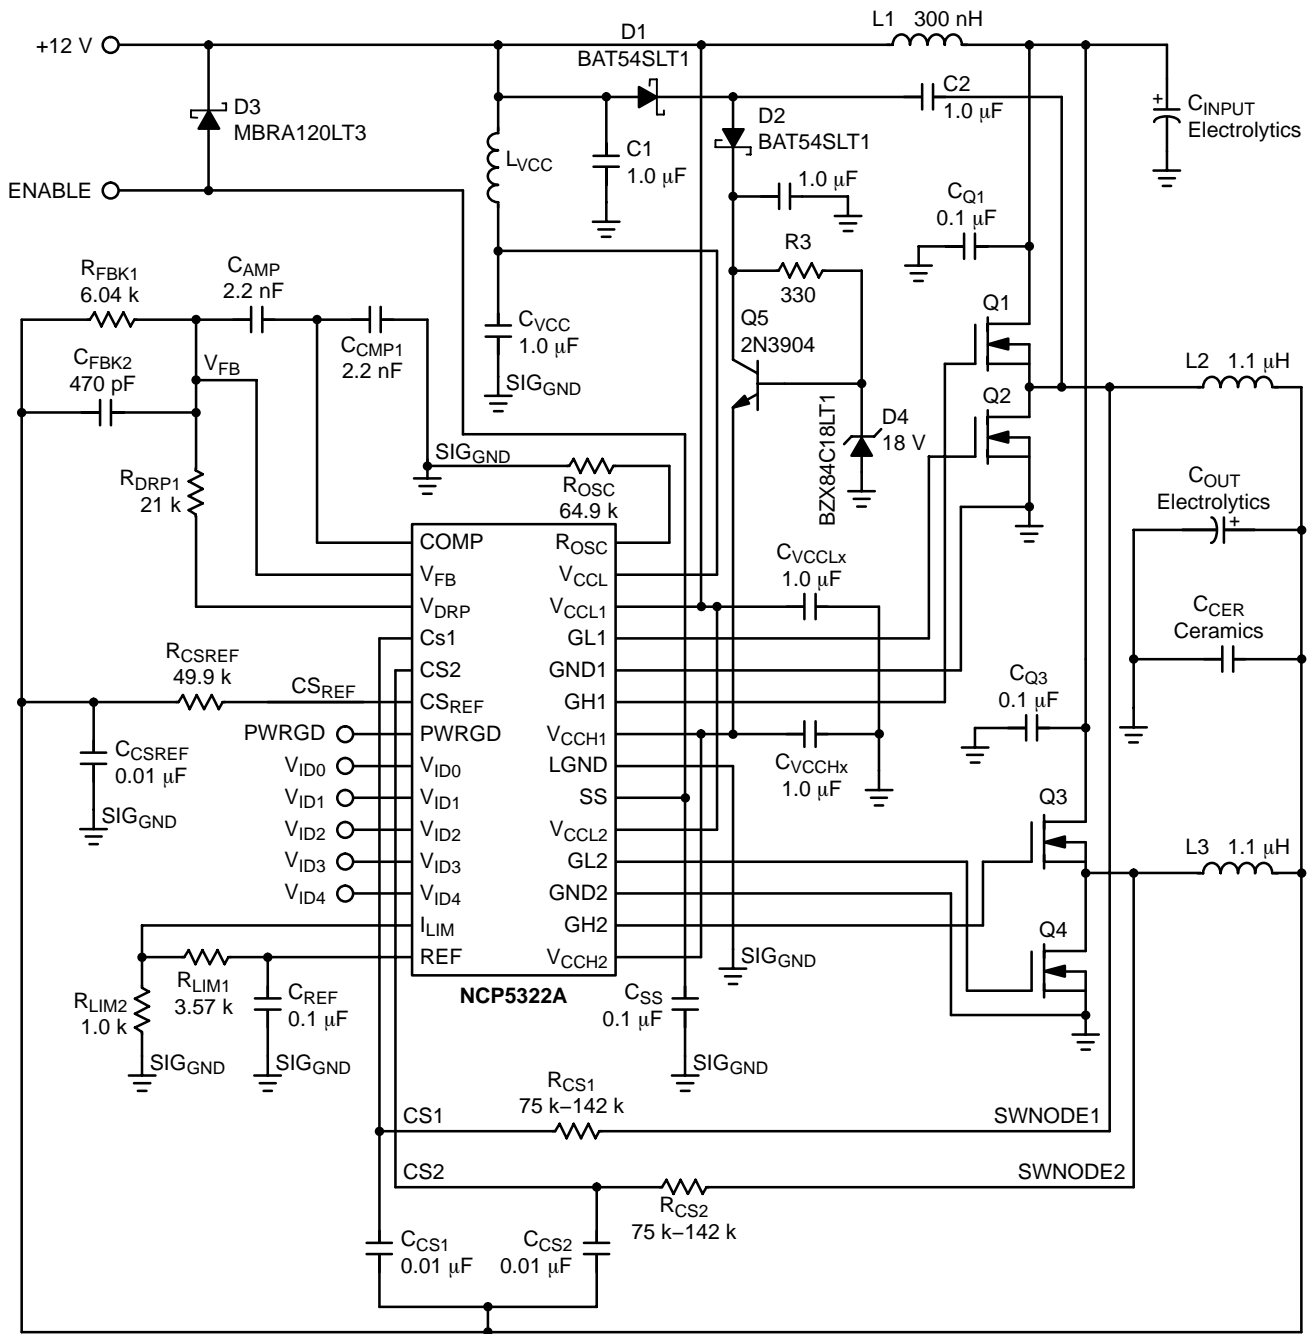 L1 300 nH
+12 V
D1
BAT54SLT1
D3
MBRA120LT3
D2
BAT54SLT1
C2
1.0 μF
+
CINPUT
Electrolytics
LVCC
C1
1.0 μF
ENABLE
1.0 μF
CQ1
0.1 μF
R3
330
RFBK1
6.04 k
CAMP
2.2 nF
CCMP1
2.2 nF
CVCC
1.0 μF
SIGGND
Q5
2N3904
Q1
L2 1.1 μH
CFBK2
470 pF
VFB
Q2
D4
18 V
BZX84C18LT1
SIGGND
RDRP1
21 k
ROSC
64.9 k
COUT
Electrolytics
+
COMP
ROSC
VFB
VCCL
CVCCLx
1.0 μF
VDRP
VCCL1
CCER
Ceramics
Cs1
GL1
RCSREF
49.9 k
CS2
GND1
CSREF
CSREF
GH1
CQ3
0.1 μF
PWRGD
PWRGD
VCCH1
CCSREF
0.01 μF
SIGGND
VID0
VID0
LGND
CVCCHx
1.0 μF
VID1
VID1
SS
VID2
VID2
VCCL2
Q3
VID3
VID3
GL2
L3 1.1 μH
VID4
VID4
GND2
ILIM
GH2
Q4
REF
VCCH2
SIGGND
NCP5322A
RLIM1
3.57 k
RLIM2
1.0 k
CREF
0.1 μF
CSS
0.1 μF
SIGGND
SIGGND
SIGGND
RCS1
75 k–142 k
CS1
SWNODE1
CS2
SWNODE2
RCS2
75 k–142 k
CCS1
0.01 μF
CCS2
0.01 μF